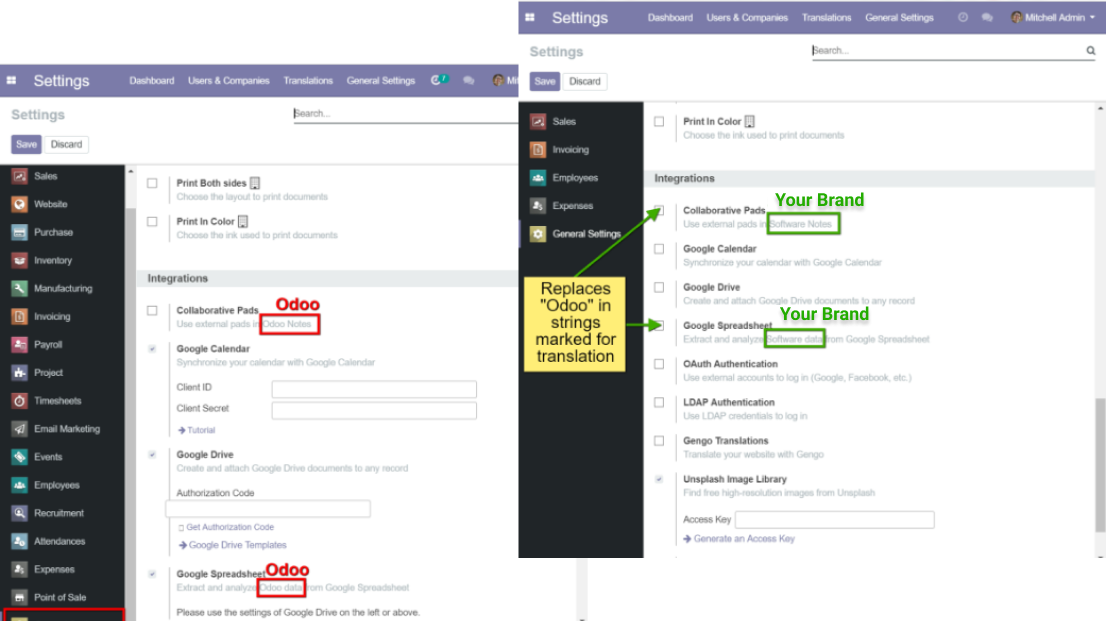 Settings
Dashboard
Users & Companies
Translations
General Settings
7
Mit
Settings
Search...
Save
Discard
Sales
Website
Purchase
Inventory
Manufacturing
Invoicing
Payroll
Project
Timesheets
Email Marketing
Events
Employees
Recruitment
Attendances
Expenses
Point of Sale
Print Both sides
Choose the layout to print documents
Print In Color
Choose the ink used to print documents
Integrations
Odoo
Collaborative Pads
Use external pads in Odoo Notes
Google Calendar
Synchronize your calendar with Google Calendar
Client ID
Client Secret
Tutorial
Google Drive
Create and attach Google Drive documents to any record
Authorization Code
Get Authorization Code
Google Drive Templates
Odoo
Google Spreadsheet
Extract and analyze Odoo data from Google Spreadsheet
Please use the settings of Google Drive on the left or above.
Settings
Dashboard
Users & Companies
Translations
General Settings
Mitchell Admin
Settings
Search...
Save
Discard
Sales
Invoicing
Employees
Expenses
General Settings
Replaces
"Odoo" in
strings
marked for
translation
Print In Color
Choose the ink used to print documents
Integrations
Your Brand
Collaborative Pads
Use external pads in Software Notes
Google Calendar
Synchronize your calendar with Google Calendar
Google Drive
Create and attach Google Drive documents to any record
Your Brand
Google Spreadsheet
Extract and analyze Software data from Google Spreadsheet
OAuth Authentication
Use external accounts to log in (Google, Facebook, etc.)
LDAP Authentication
Use LDAP credentials to log in
Gengo Translations
Translate your website with Gengo
Unsplash Image Library
Find free high-resolution images from Unsplash
Access Key
Generate an Access Key